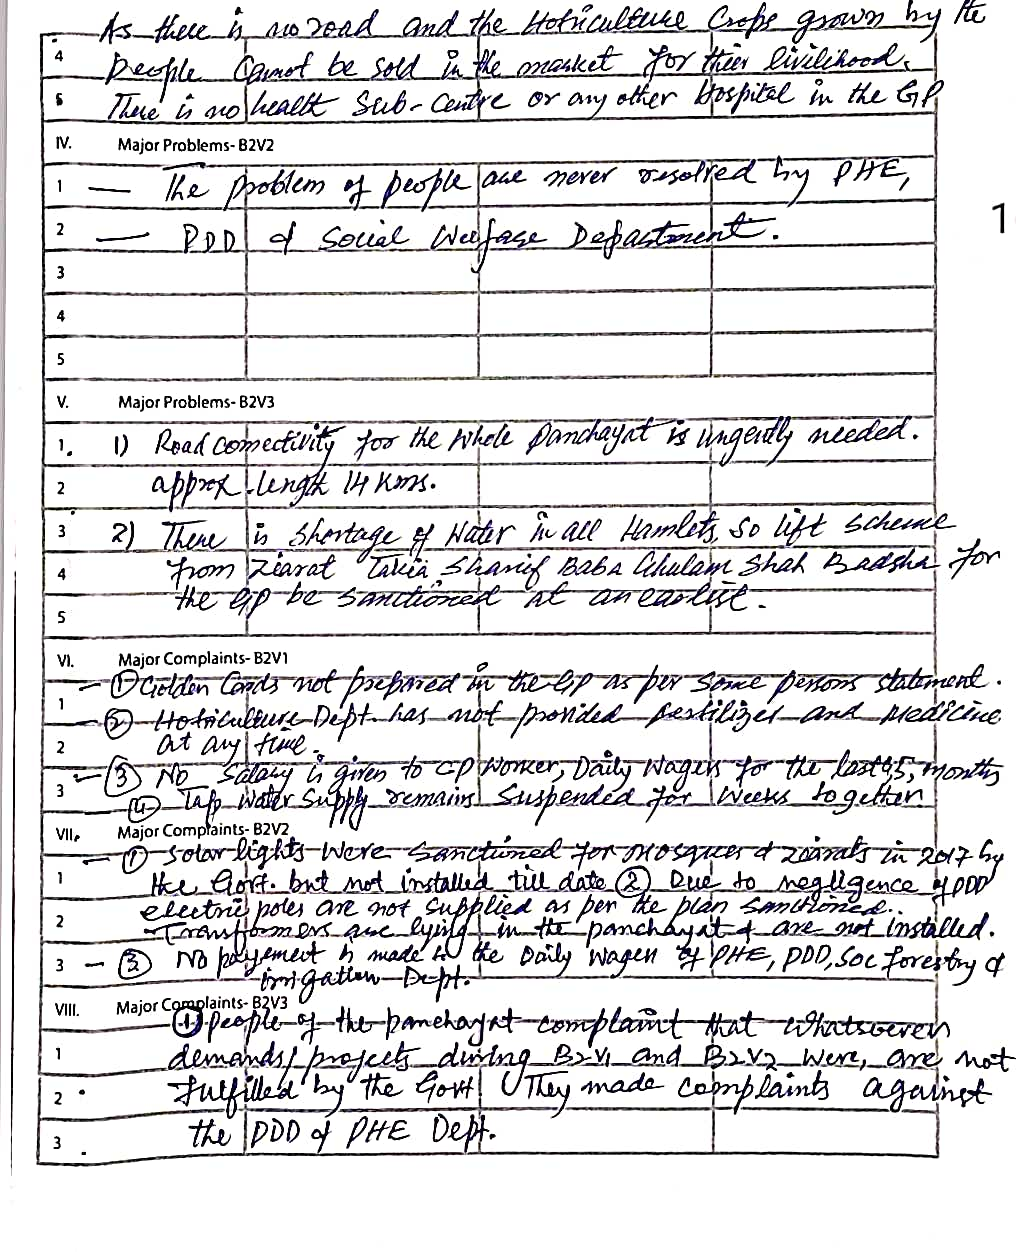 As there is no road and the Hotriculture Crops grown by the
4 people Cannot be sold in the market for thier livilihood.
5 There is no health Sub-Centre or any other Hospital in the GP
IV. Major Problems- B2V2
1 — The problem of people are never resolved by PHE,
2 — PDD & Social Welfare Department.
3
4
5
V. Major Problems- B2V3
1. 1) Road conectivity for the whole panchayat is urgently needed.
2 approx-length 14 Kms.
3 2) There is shortage of Water in all Hamlets, so lift scheme
4 from Ziarat Takia Sharief Baba Ghulam Shah Badsha for
5 the GP be Sanctioned at an earlist.
VI. Major Complaints- B2V1
1 – ① Golden Cards not prepared in the GP as per some persons statement.
– ② Hotriculture Dept. has not provided fertilizer and medicine
2 at any time.
3 – ③ No Salary is given to CP Worker, Daily Wagers for the last 4,5, months
④ Tapp Water Supply remains Suspended for Weeks together
VII. Major Complaints- B2V2
– ① Solar lights Were Sanctioned for mosques & ziarats in 2017 by
1 the Govt. but not installed till date ② Due to negligence of PDD
2 electric poles are not supplied as per the plan sanctioned..
Transformers are lying in the panchayat & are not installed.
3 – ③ No payement is made to the Daily Wagers of PHE, PDD, Soc forestry &
irrigation Dept.
VIII. Major Complaints- B2V3
① people of the panchayat complaint that whatsoever
1 demands/projects during B2V1 and B2V2 were, are not
2 fulfilled by the Govt They made complaints against
3 the PDD & PHE Dept.
1